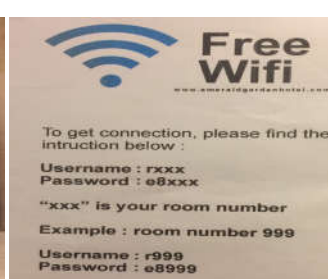 Free
Wifi
www.emeraldgardenhotel.com
To get connection, please find the
intruction below :
Username : rxxx
Password : e8xxx
“xxx” is your room number
Example : room number 999
Username : r999
Password : e8999